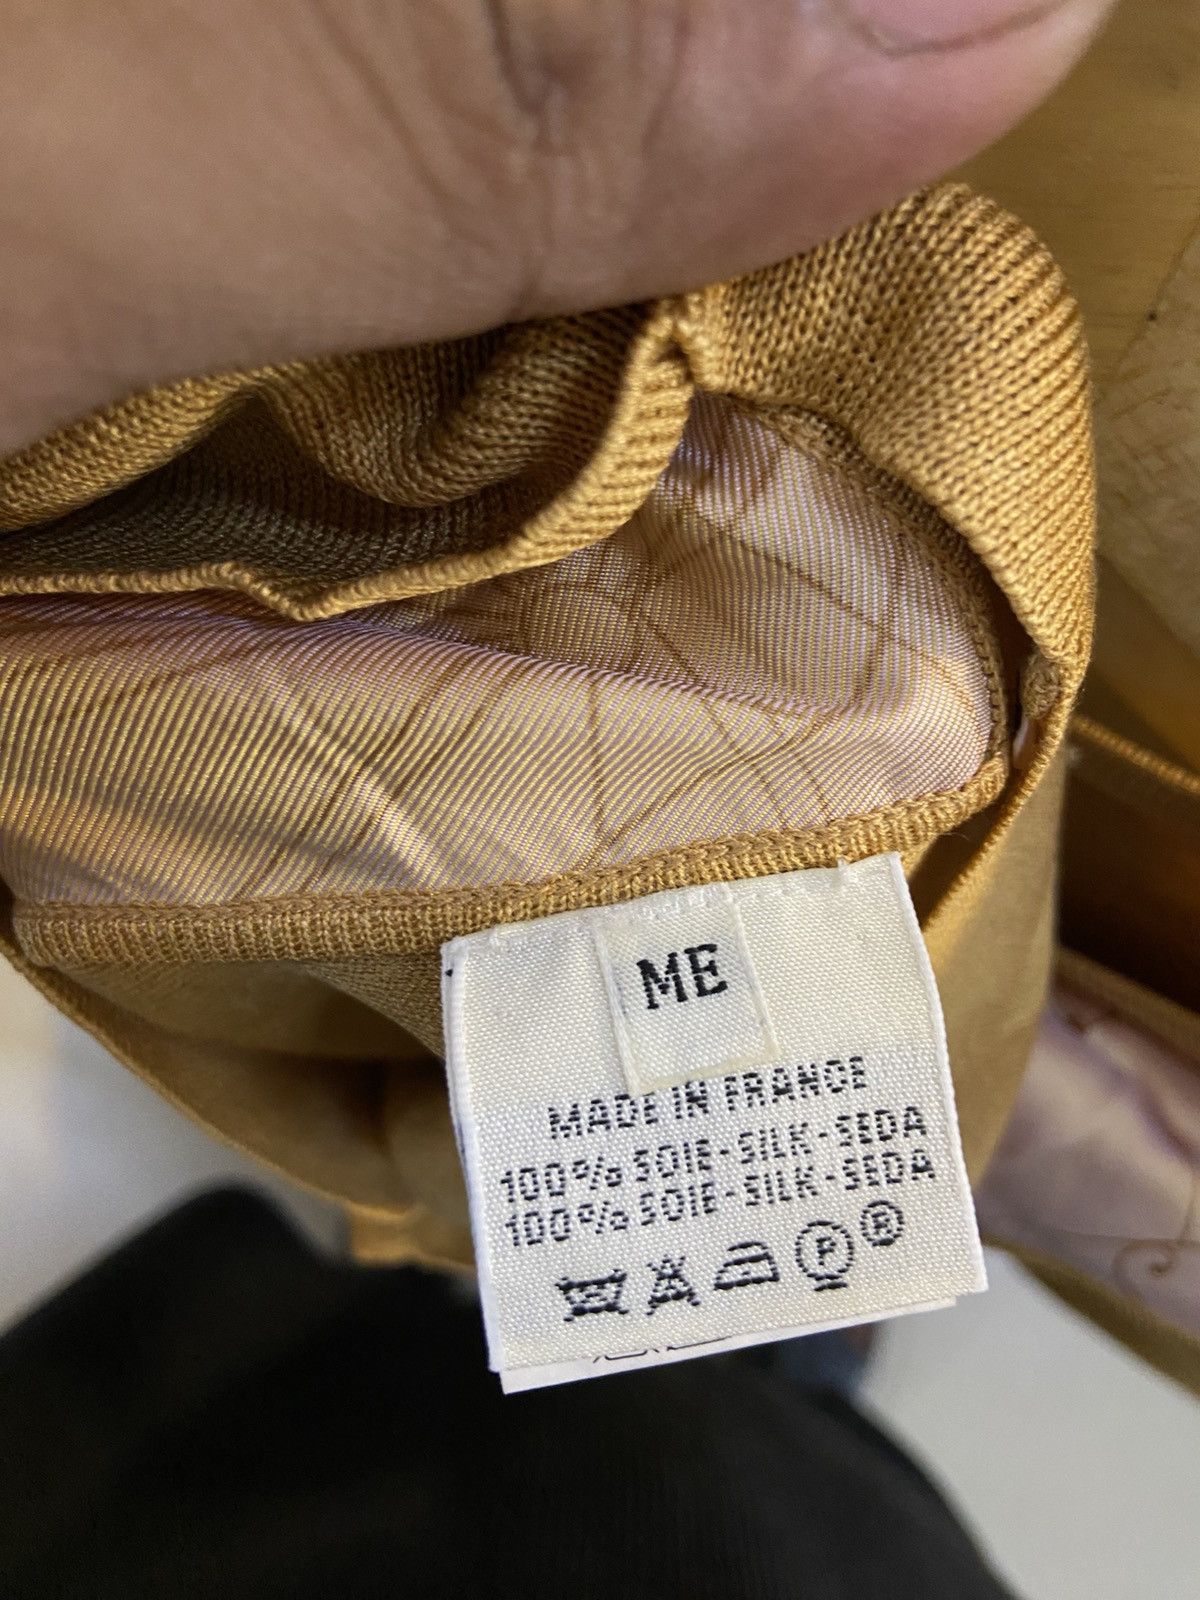 ME
MADE IN FRANCE
100% SOIE-SILK-SEDA
100% SOIE-SILK-SEDA
P ®